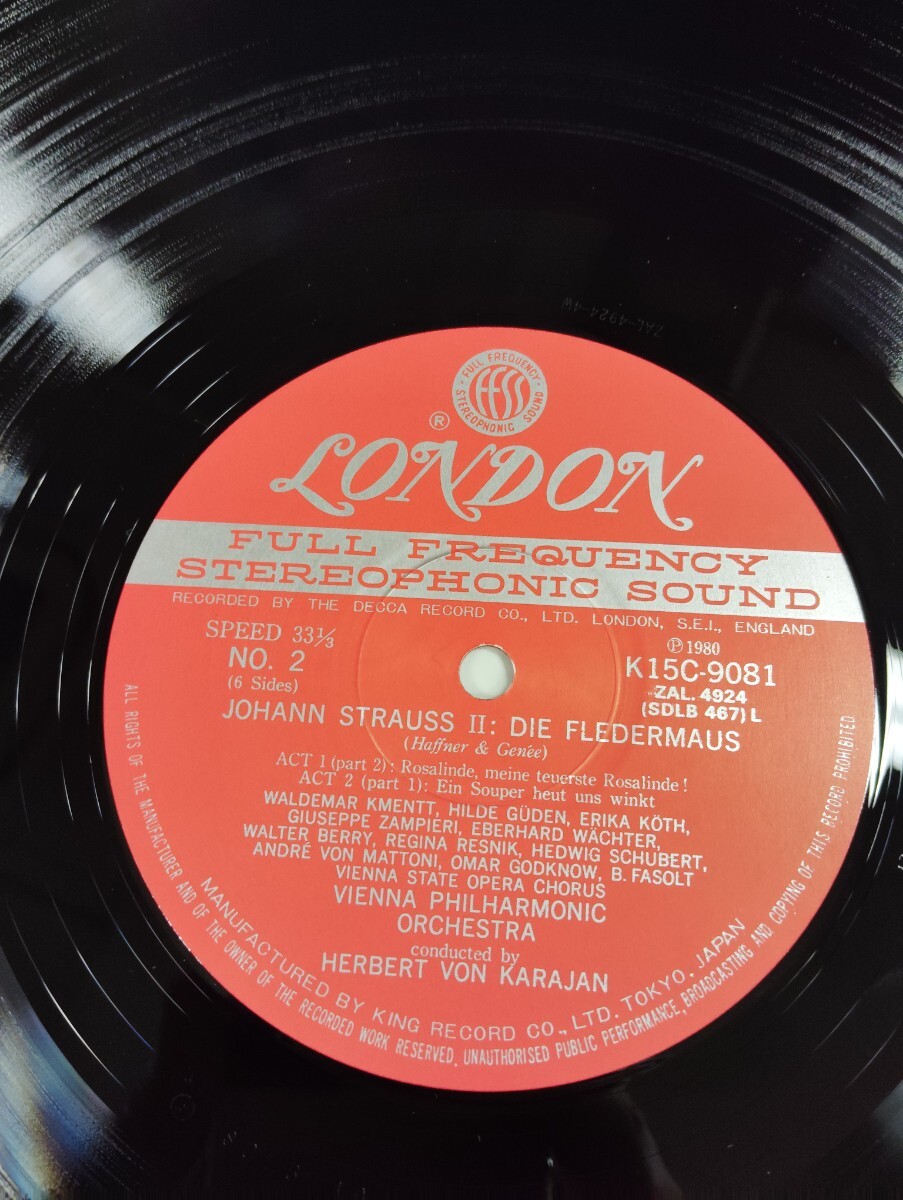 ZAL-4924-4W
FULL FREQUENCY
FFSS
STEREOPHONIC SOUND
®
LONDON
FULL FREQUENCY
STEREOPHONIC SOUND
RECORDED BY THE DECCA RECORD CO., LTD. LONDON, S.E.I., ENGLAND
SPEED 33⅓
NO. 2
(6 Sides)
℗ 1980
K15C-9081
ZAL. 4924
(SDLB 467) L
JOHANN STRAUSS II: DIE FLEDERMAUS
(Haffner & Genée)
ACT 1 (part 2): Rosalinde, meine teuerste Rosalinde!
ACT 2 (part 1): Ein Souper heut uns winkt
WALDEMAR KMENTT, HILDE GÜDEN, ERIKA KÖTH,
GIUSEPPE ZAMPIERI, EBERHARD WÄCHTER,
WALTER BERRY, REGINA RESNIK, HEDWIG SCHUBERT,
ANDRÉ VON MATTONI, OMAR GODKNOW, B. FASOLT
VIENNA STATE OPERA CHORUS
VIENNA PHILHARMONIC
ORCHESTRA
conducted by
HERBERT VON KARAJAN
MANUFACTURED BY KING RECORD CO., LTD. TOKYO, JAPAN
ALL RIGHTS OF THE MANUFACTURER AND OF THE OWNER OF THE RECORDED WORK RESERVED. UNAUTHORISED PUBLIC PERFORMANCE, BROADCASTING AND COPYING OF THIS RECORD PROHIBITED